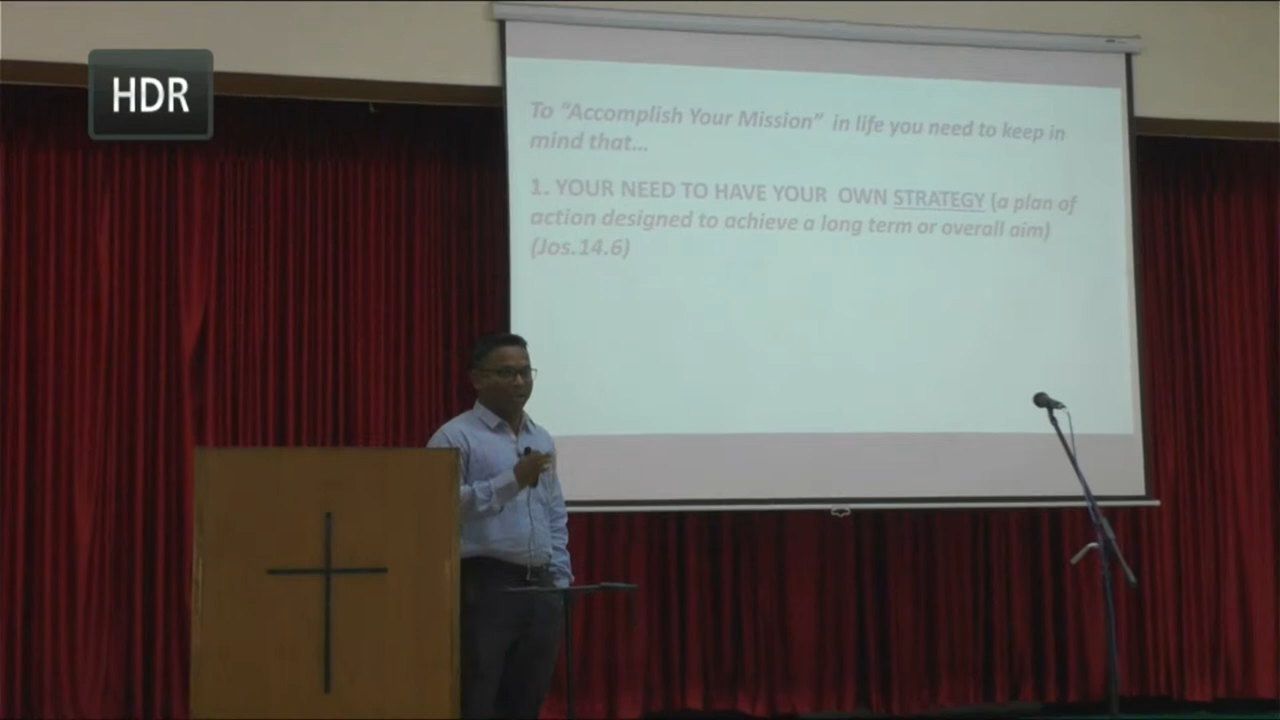 HDR
To "Accomplish Your Mission" in life you need to keep in
mind that...
1. YOUR NEED TO HAVE YOUR OWN STRATEGY (a plan of
action designed to achieve a long term or overall aim)
(Jos.14.6)